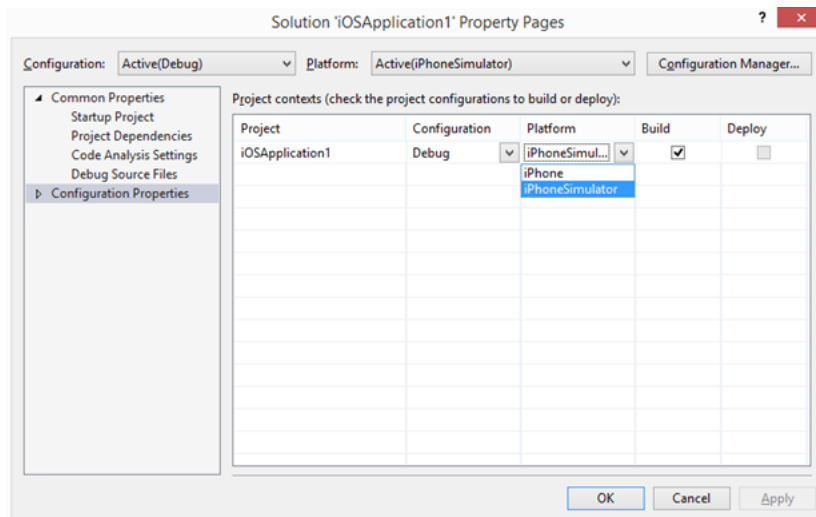 Solution 'iOSApplication1' Property Pages ?
Configuration: Active(Debug) Platform: Active(iPhoneSimulator) Configuration Manager...
Common Properties
Startup Project
Project Dependencies
Code Analysis Settings
Debug Source Files
Configuration Properties
Project contexts (check the project configurations to build or deploy):
Project Configuration Platform Build Deploy
iOSApplication1 Debug iPhoneSimul...
iPhone
iPhoneSimulator
OK Cancel Apply